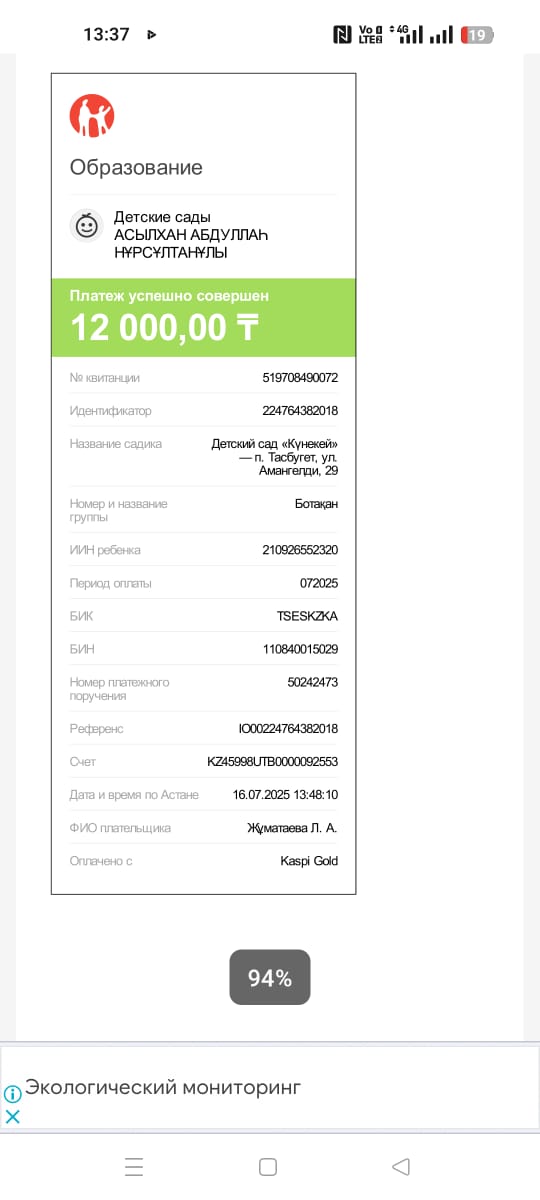 13:37
Vo
LTE2
4G
19
Образование
Детские сады
АСЫЛХАН АБДУЛЛАҺ
НҰРСҰЛТАНҰЛЫ
Платеж успешно совершен
12 000,00 ₸
№ квитанции 519708490072
Идентификатор 224764382018
Название садика Детский сад «Күнекей»
— п. Тасбугет, ул.
Амангелди, 29
Номер и название Ботақан
группы
ИИН ребенка 210926552320
Период оплаты 072025
БИК TSESKZKA
БИН 110840015029
Номер платежного 50242473
поручения
Референс IO00224764382018
Счет KZ45998UTB0000092553
Дата и время по Астане 16.07.2025 13:48:10
ФИО плательщика Жұматаева Л. А.
Оплачено с Kaspi Gold
94%
Экологический мониторинг